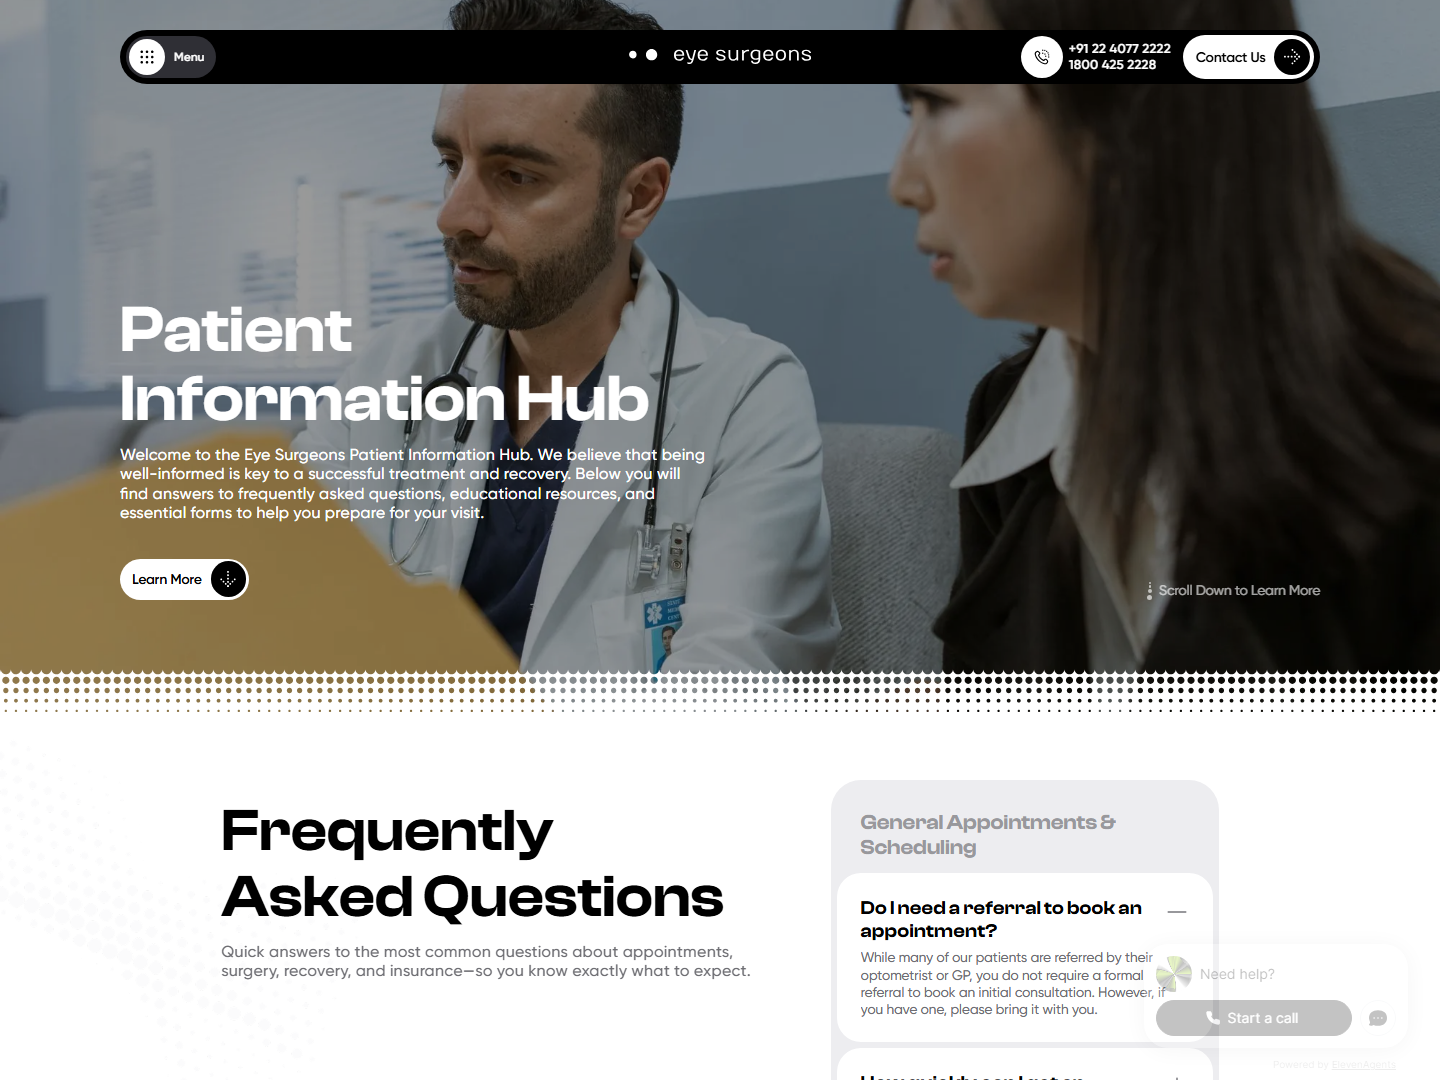 Menu
eye surgeons
+91 22 4077 2222
1800 425 2228
Contact Us
Patient
Information Hub
Welcome to the Eye Surgeons Patient Information Hub. We believe that being
well-informed is key to a successful treatment and recovery. Below you will
find answers to frequently asked questions, educational resources, and
essential forms to help you prepare for your visit.
Learn More
Scroll Down to Learn More
Frequently
Asked Questions
Quick answers to the most common questions about appointments,
surgery, recovery, and insurance—so you know exactly what to expect.
General Appointments &
Scheduling
Do I need a referral to book an
appointment?
While many of our patients are referred by their
optometrist or GP, you do not require a formal
referral to book an initial consultation. However, if
you have one, please bring it with you.
Need help?
Start a call
Powered by ElevenAgents